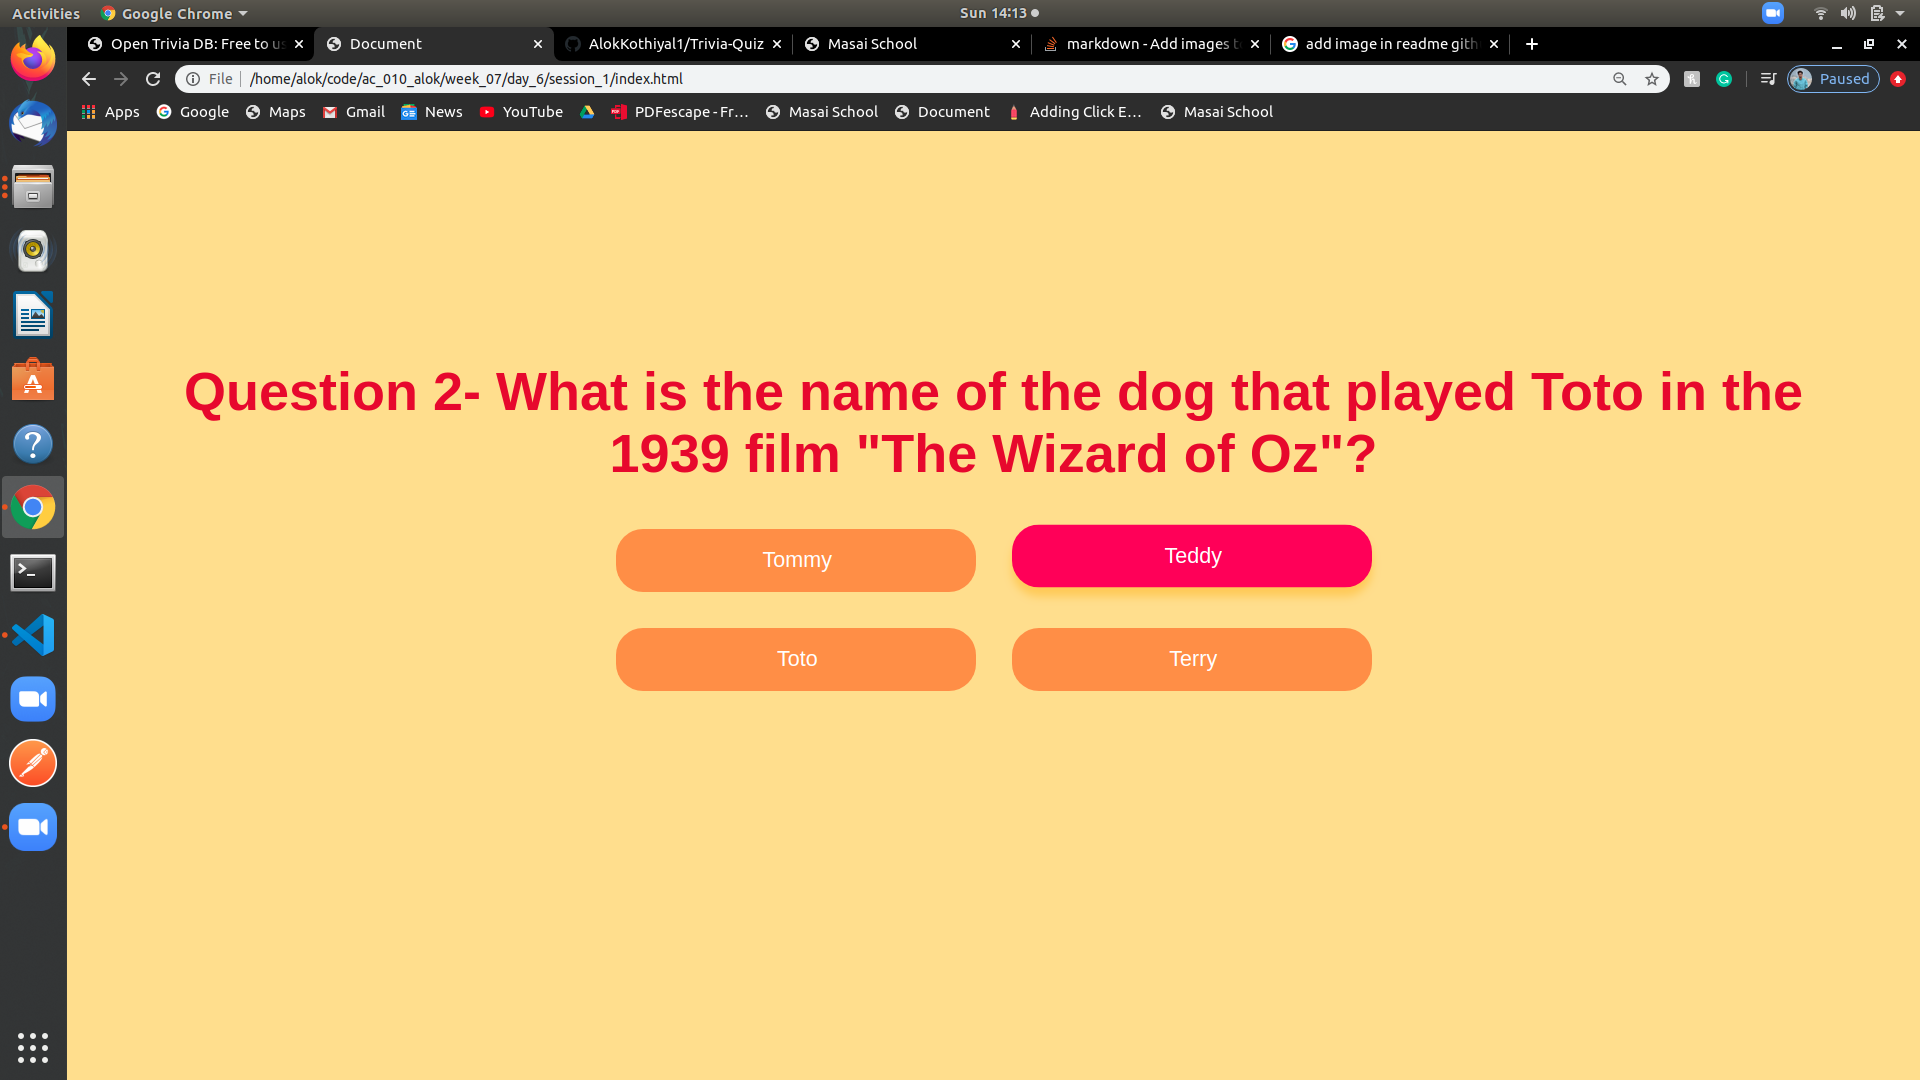 Activities Google Chrome Sun 14:13
Open Trivia DB: Free to us Document AlokKothiyal1/Trivia-Quiz Masai School markdown - Add images t add image in readme gith
File /home/alok/code/ac_010_alok/week_07/day_6/session_1/index.html Paused
Apps Google Maps Gmail News YouTube PDFescape - Fr... Masai School Document Adding Click E... Masai School
Question 2- What is the name of the dog that played Toto in the
1939 film "The Wizard of Oz"?
Tommy Teddy
Toto Terry